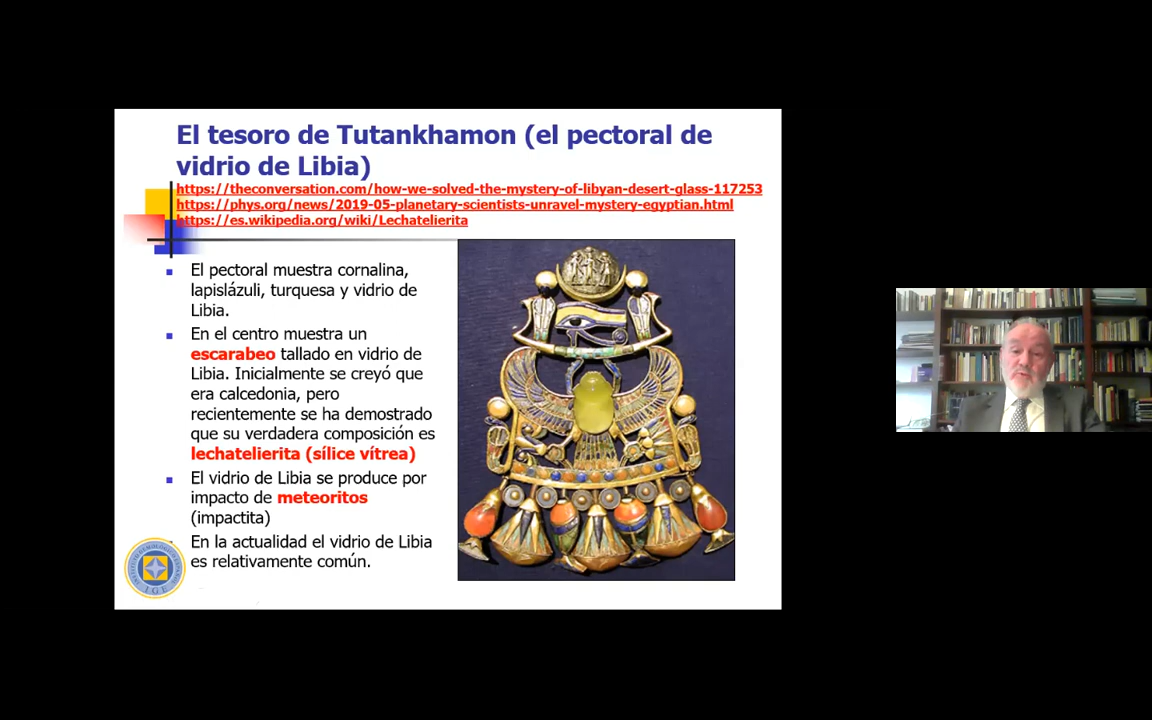 El tesoro de Tutankhamon (el pectoral de
vidrio de Libia)
https://theconversation.com/how-we-solved-the-mystery-of-libyan-desert-glass-117253
https://phys.org/news/2019-05-planetary-scientists-unravel-mystery-egyptian.html
https://es.wikipedia.org/wiki/Lechatelierita
El pectoral muestra cornalina,
lapislázuli, turquesa y vidrio de
Libia.
En el centro muestra un
escarabeo tallado en vidrio de
Libia. Inicialmente se creyó que
era calcedonia, pero
recientemente se ha demostrado
que su verdadera composición es
lechatelierita (sílice vítrea)
El vidrio de Libia se produce por
impacto de meteoritos
(impactita)
En la actualidad el vidrio de Libia
es relativamente común.
I G E